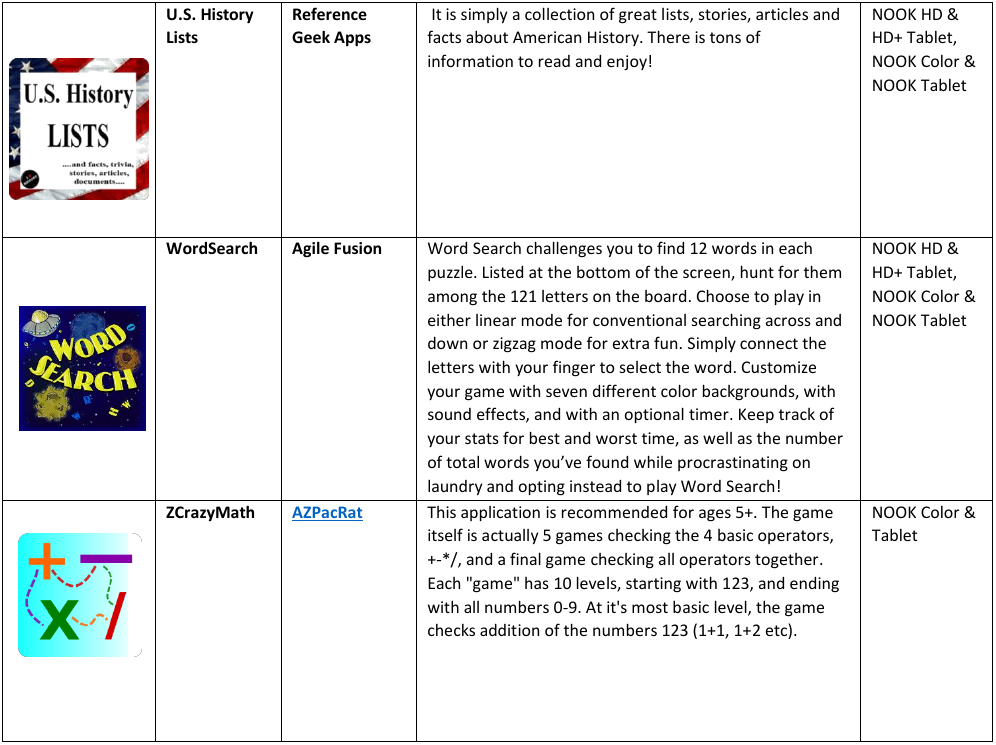 U.S. History
Lists
Reference
Geek Apps
It is simply a collection of great lists, stories, articles and
facts about American History. There is tons of
information to read and enjoy!
NOOK HD &
HD+ Tablet,
NOOK Color &
NOOK Tablet
U.S. History
LISTS
....and facts, trivia,
stories, articles,
documents....
WordSearch
Agile Fusion
Word Search challenges you to find 12 words in each
puzzle. Listed at the bottom of the screen, hunt for them
among the 121 letters on the board. Choose to play in
either linear mode for conventional searching across and
down or zigzag mode for extra fun. Simply connect the
letters with your finger to select the word. Customize
your game with seven different color backgrounds, with
sound effects, and with an optional timer. Keep track of
your stats for best and worst time, as well as the number
of total words you’ve found while procrastinating on
laundry and opting instead to play Word Search!
NOOK HD &
HD+ Tablet,
NOOK Color &
NOOK Tablet
WORD
SEARCH
ZCrazyMath
AZPacRat
This application is recommended for ages 5+. The game
itself is actually 5 games checking the 4 basic operators,
+-*/, and a final game checking all operators together.
Each "game" has 10 levels, starting with 123, and ending
with all numbers 0-9. At it's most basic level, the game
checks addition of the numbers 123 (1+1, 1+2 etc).
NOOK Color &
Tablet
+ −
x /